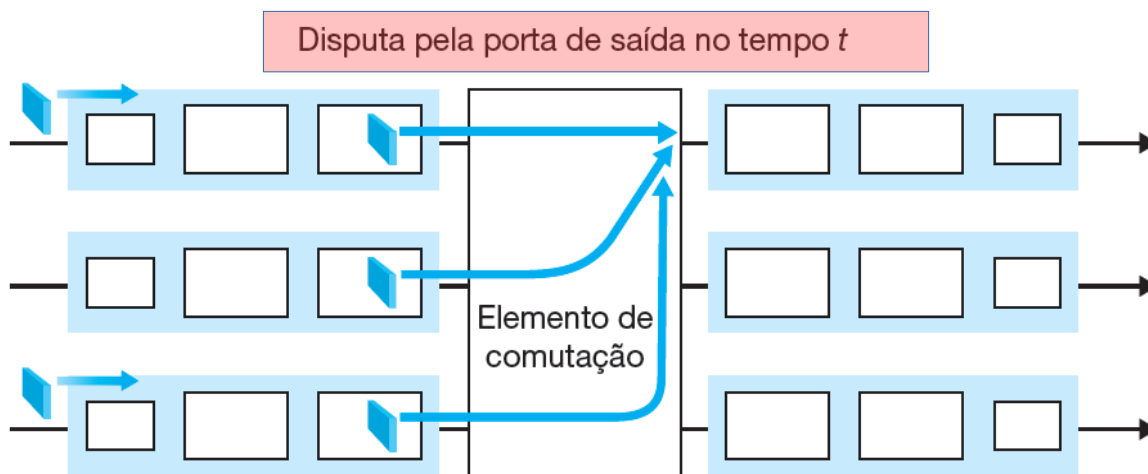 Disputa pela porta de saída no tempo t
Elemento de
comutação